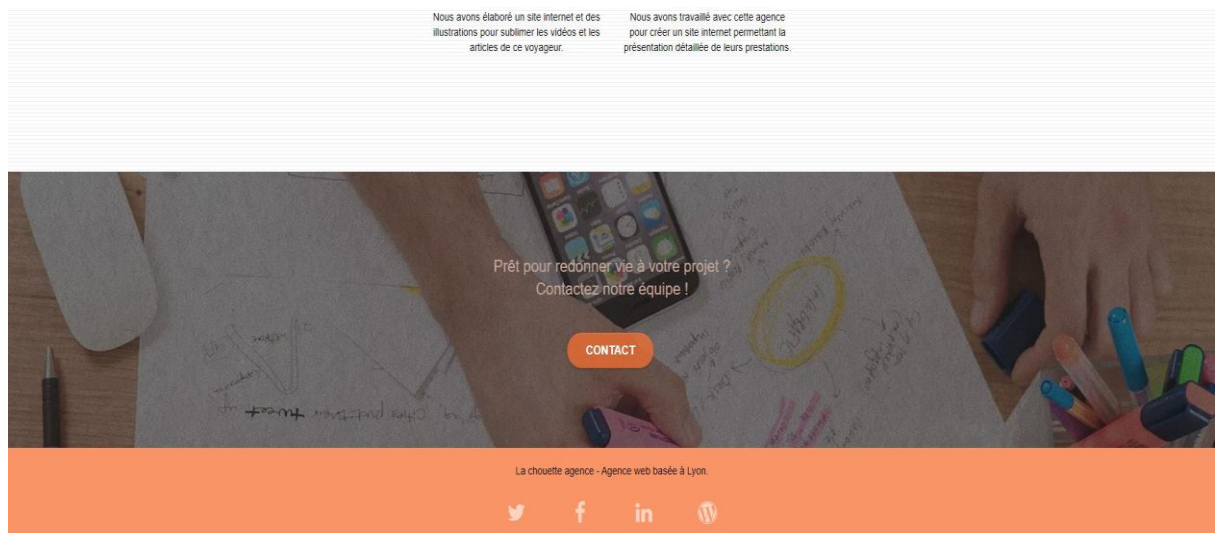 Nous avons élaboré un site internet et des
illustrations pour sublimer les vidéos et les
articles de ce voyageur.
Nous avons travaillé avec cette agence
pour créer un site internet permettant la
présentation détaillée de leurs prestations.
Prêt pour redonner vie à votre projet ?
Contactez notre équipe !
CONTACT
tweet
La chouette agence - Agence web basée à Lyon.